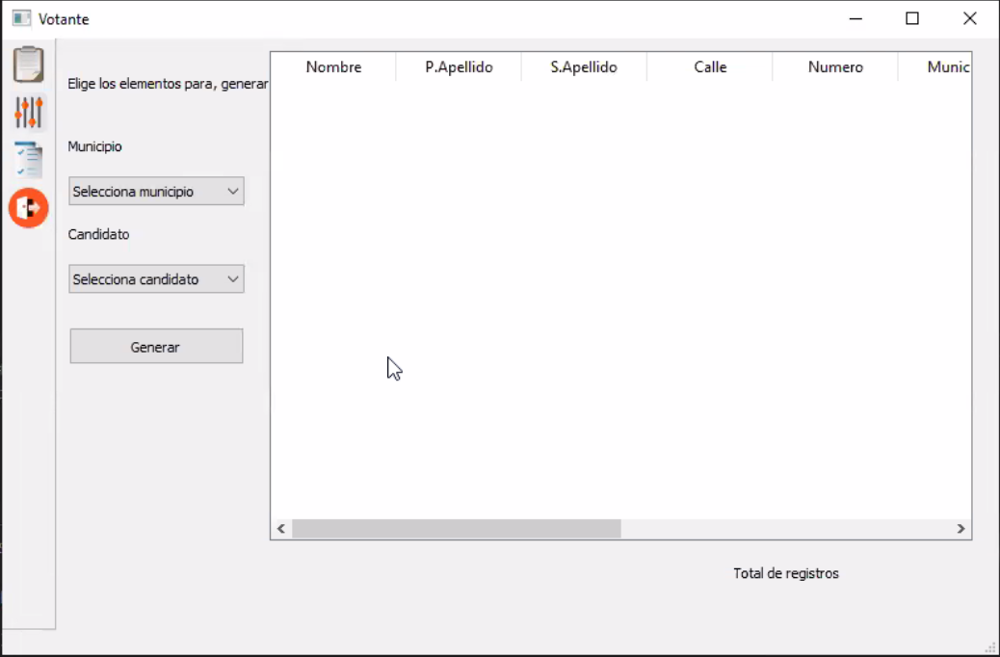 Votante
Elige los elementos para, generar
Municipio
Selecciona municipio
Candidato
Selecciona candidato
Generar
Nombre P.Apellido S.Apellido Calle Numero Munic
Total de registros